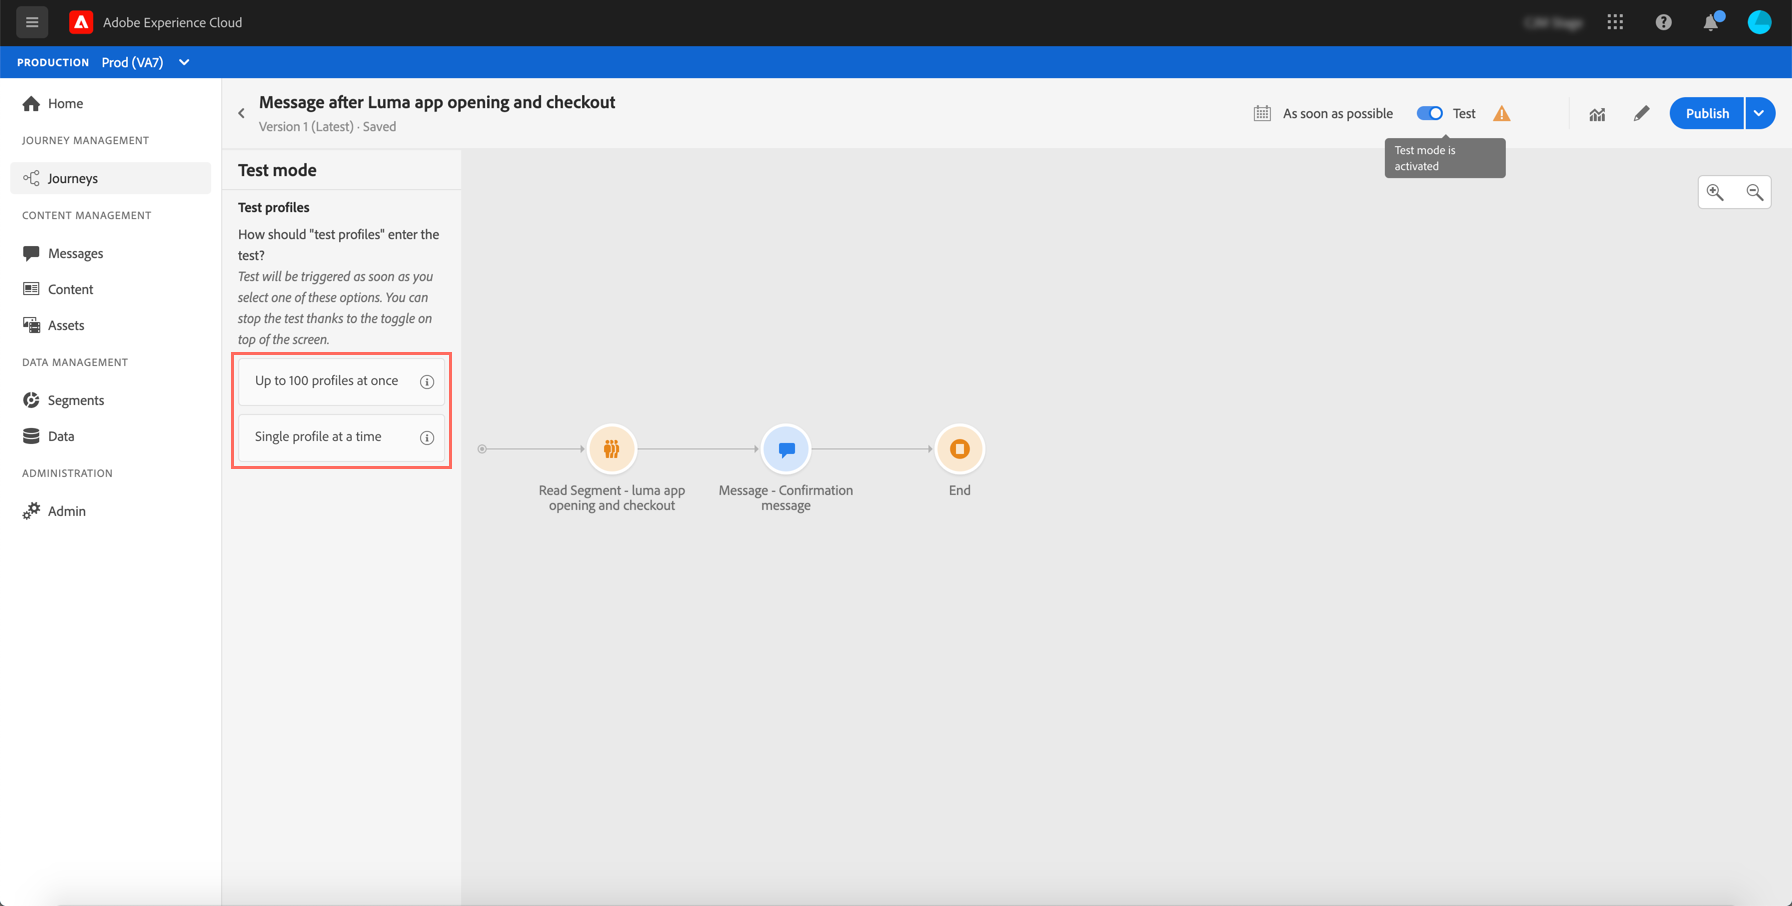 Adobe Experience Cloud
PRODUCTION Prod (VA7)
Home
JOURNEY MANAGEMENT
Journeys
CONTENT MANAGEMENT
Messages
Content
Assets
DATA MANAGEMENT
Segments
Data
ADMINISTRATION
Admin
Message after Luma app opening and checkout
Version 1 (Latest) · Saved
As soon as possible
Test
Publish
Test mode is
activated
Test mode
Test profiles
How should "test profiles" enter the
test?
Test will be triggered as soon as you
select one of these options. You can
stop the test thanks to the toggle on
top of the screen.
Up to 100 profiles at once
Single profile at a time
Read Segment - luma app
opening and checkout
Message - Confirmation
message
End